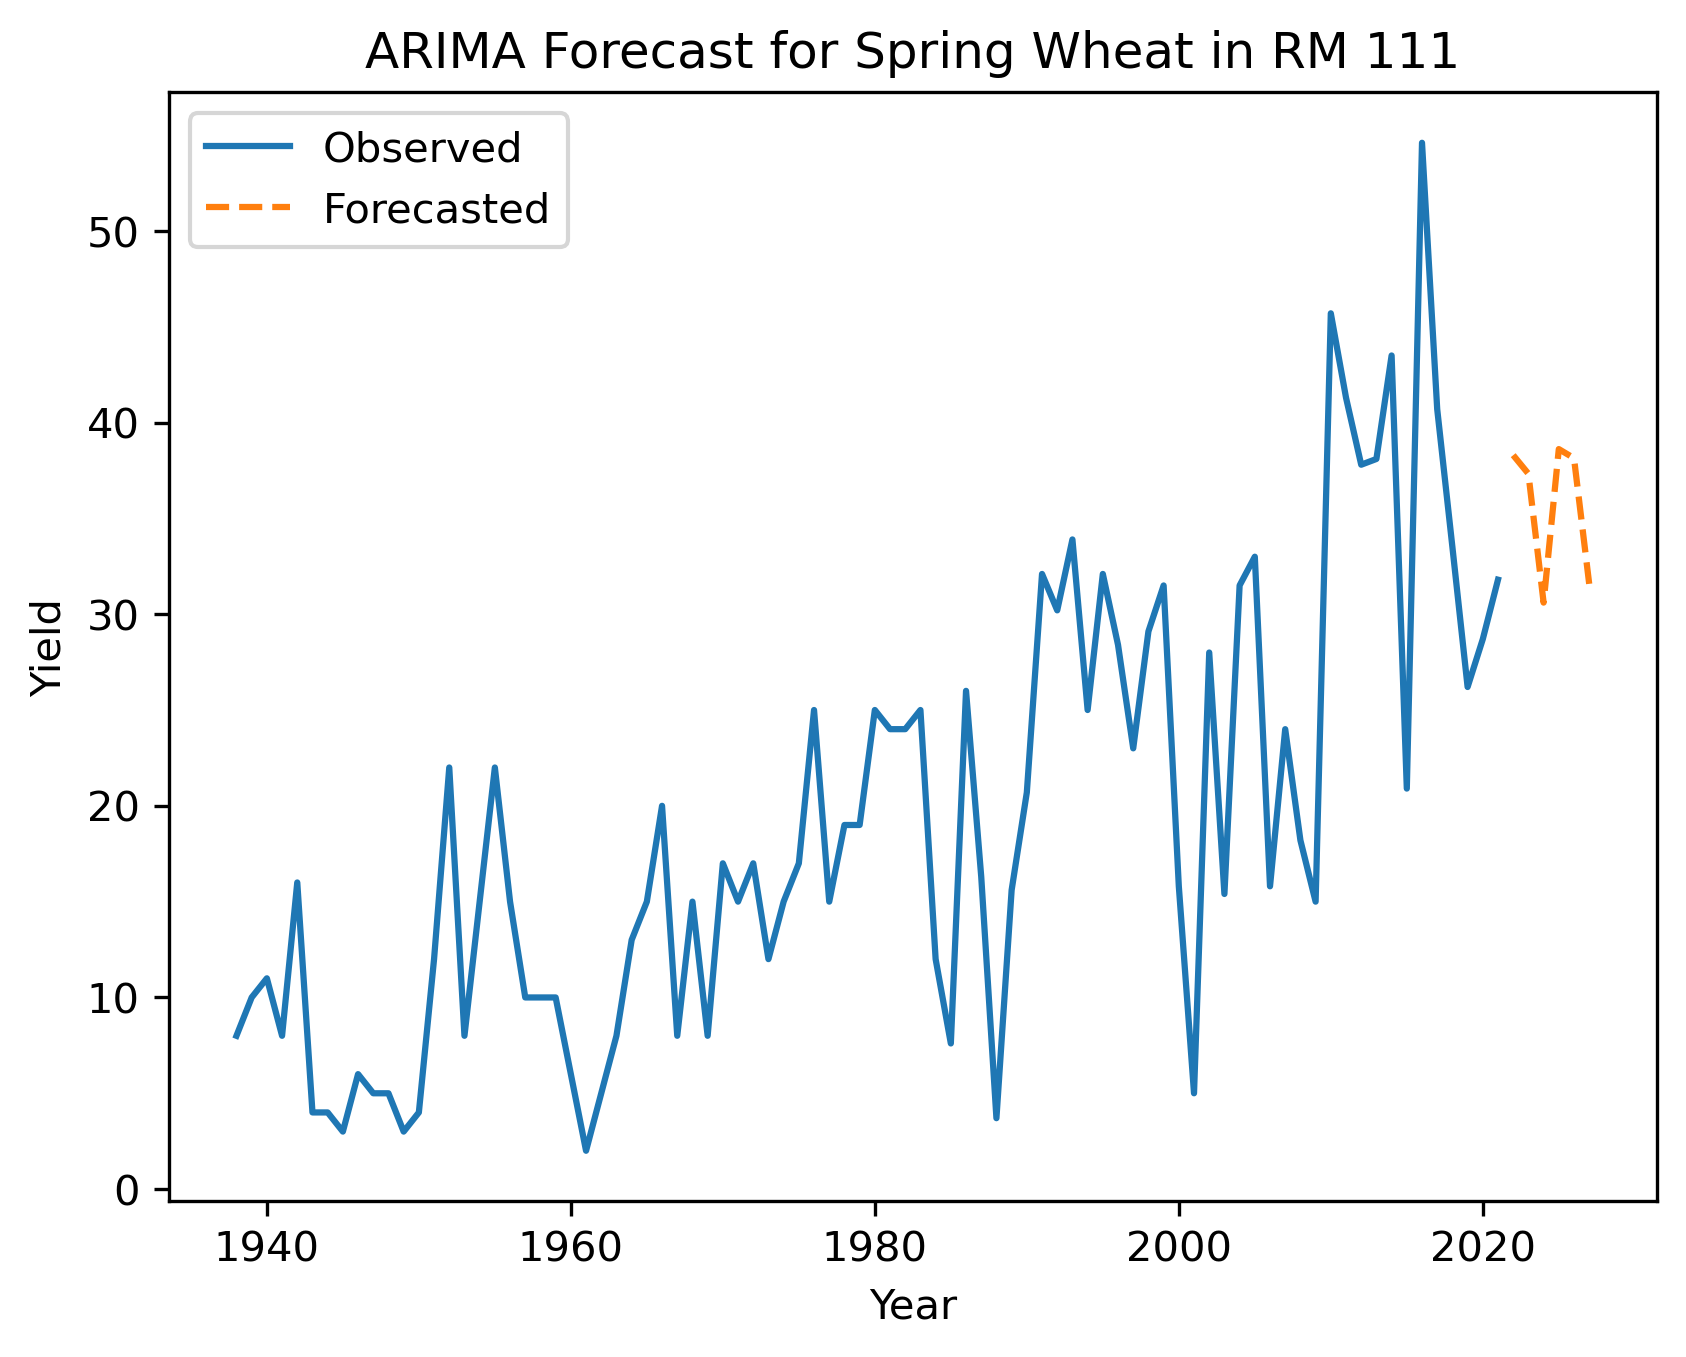 ARIMA Forecast for Spring Wheat in RM 111
Observed
Forecasted
50
40
30
20
10
0
Yield
1940 1960 1980 2000 2020
Year